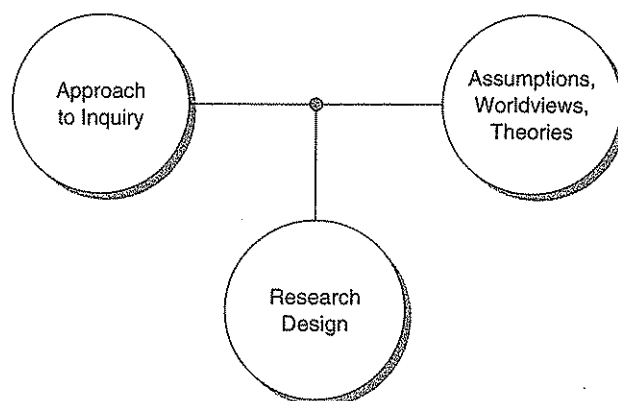 Approach
to Inquiry
Assumptions,
Worldviews,
Theories
Research
Design